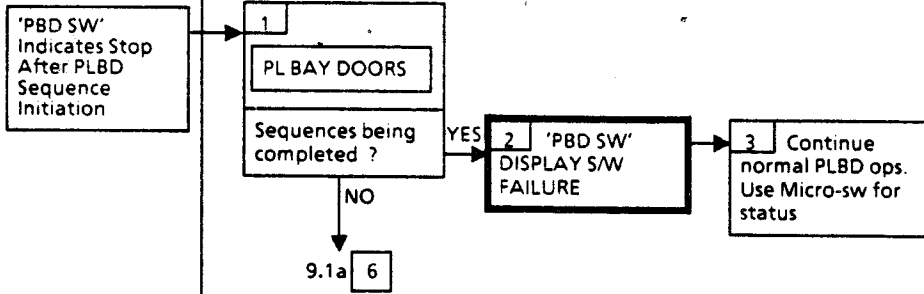 'PBD SW'
Indicates Stop
After PLBD
Sequence
Initiation
1
PL BAY DOORS
Sequences being
completed ?
YES
NO
9.1a 6
2 'PBD SW'
DISPLAY S/W
FAILURE
3 Continue
normal PLBD ops.
Use Micro-sw for
status